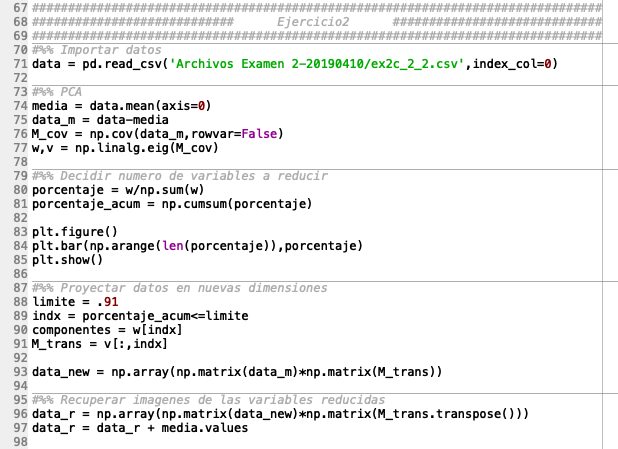 67 ##############################################################################
68 ############################      Ejercicio2      #############################
69 ##############################################################################
70 #%% Importar datos
71 data = pd.read_csv('Archivos Examen 2-20190410/ex2c_2_2.csv',index_col=0)
72
73 #%% PCA
74 media = data.mean(axis=0)
75 data_m = data-media
76 M_cov = np.cov(data_m,rowvar=False)
77 w,v = np.linalg.eig(M_cov)
78
79 #%% Decidir numero de variables a reducir
80 porcentaje = w/np.sum(w)
81 porcentaje_acum = np.cumsum(porcentaje)
82
83 plt.figure()
84 plt.bar(np.arange(len(porcentaje)),porcentaje)
85 plt.show()
86
87 #%% Proyectar datos en nuevas dimensiones
88 limite = .91
89 indx = porcentaje_acum<=limite
90 componentes = w[indx]
91 M_trans = v[:,indx]
92
93 data_new = np.array(np.matrix(data_m)*np.matrix(M_trans))
94
95 #%% Recuperar imagenes de las variables reducidas
96 data_r = np.array(np.matrix(data_new)*np.matrix(M_trans.transpose()))
97 data_r = data_r + media.values
98